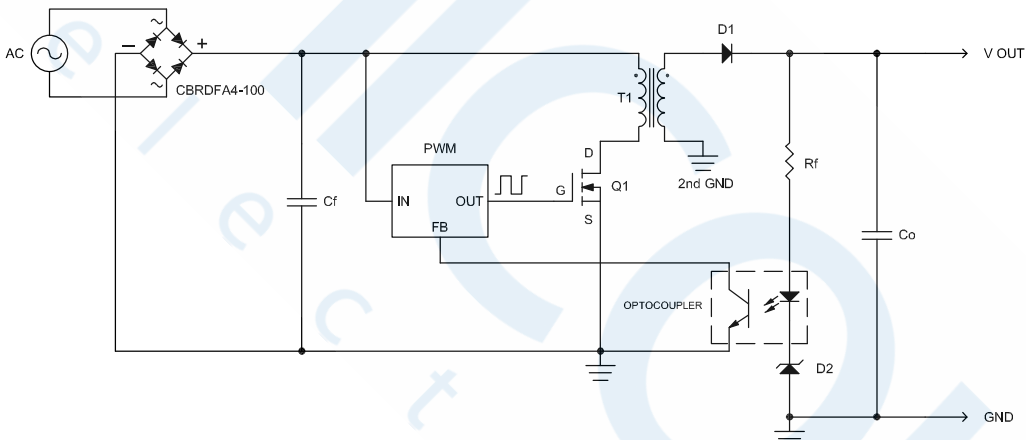 D1
AC
~
−
+
~
CBRDFA4-100
V OUT
T1
PWM
D
Rf
IN
OUT
G
Q1
2nd GND
Cf
S
FB
Co
OPTOCOUPLER
D2
GND
e
l
e
c
t